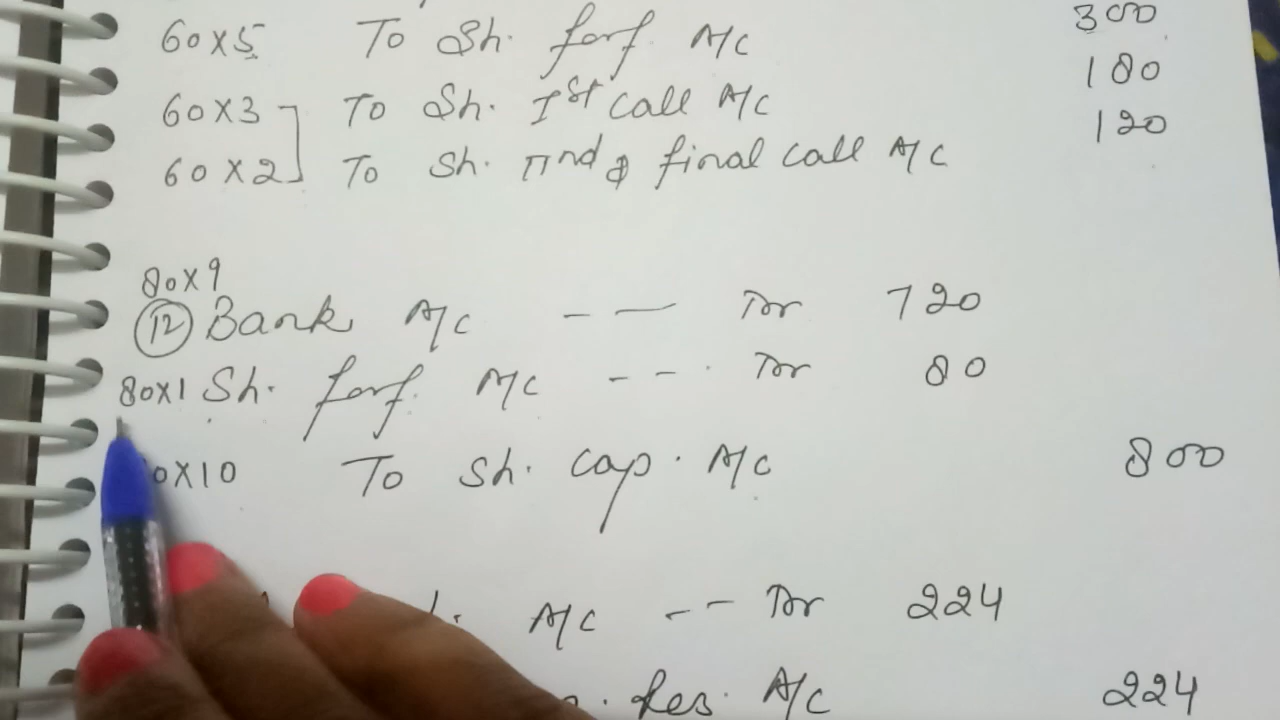 60x5 To Sh. forf. A/C 300
60x3 To Sh. Ist call A/C 180
60x2 To Sh. IInd & final call A/C 120
80x9
12 Bank A/C -- Dr 720
80x1 Sh. forf. A/C --. Dr 80
0x10 To Sh. cap. A/C 800
A/C -- Dr 224
. Res. A/C 224